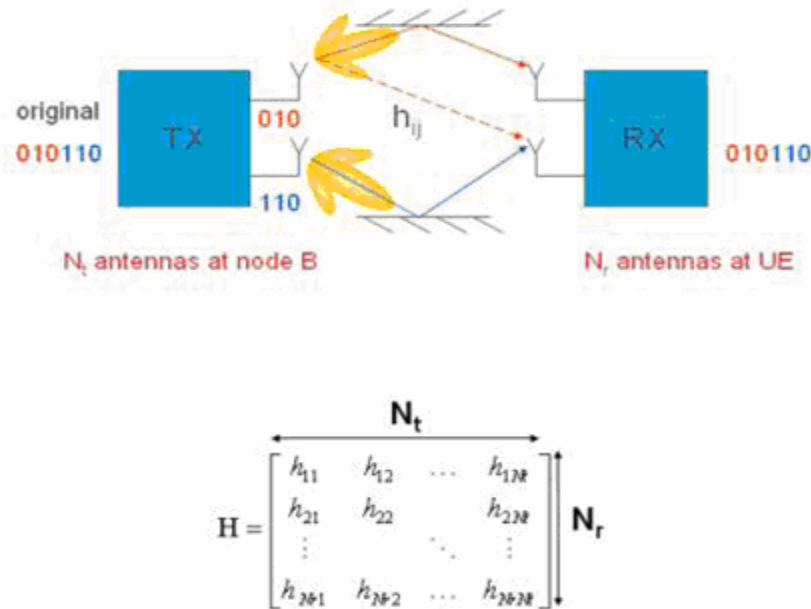 original
010110
TX
010
110
h_ij
RX
010110
N_t antennas at node B
N_r antennas at UE
N_t
H = [ h_11 h_12 … h_1Nt
h_21 h_22 h_2Nt
⋮ ⋱ ⋮
h_Nr1 h_Nr2 … h_NrNt ]
N_r